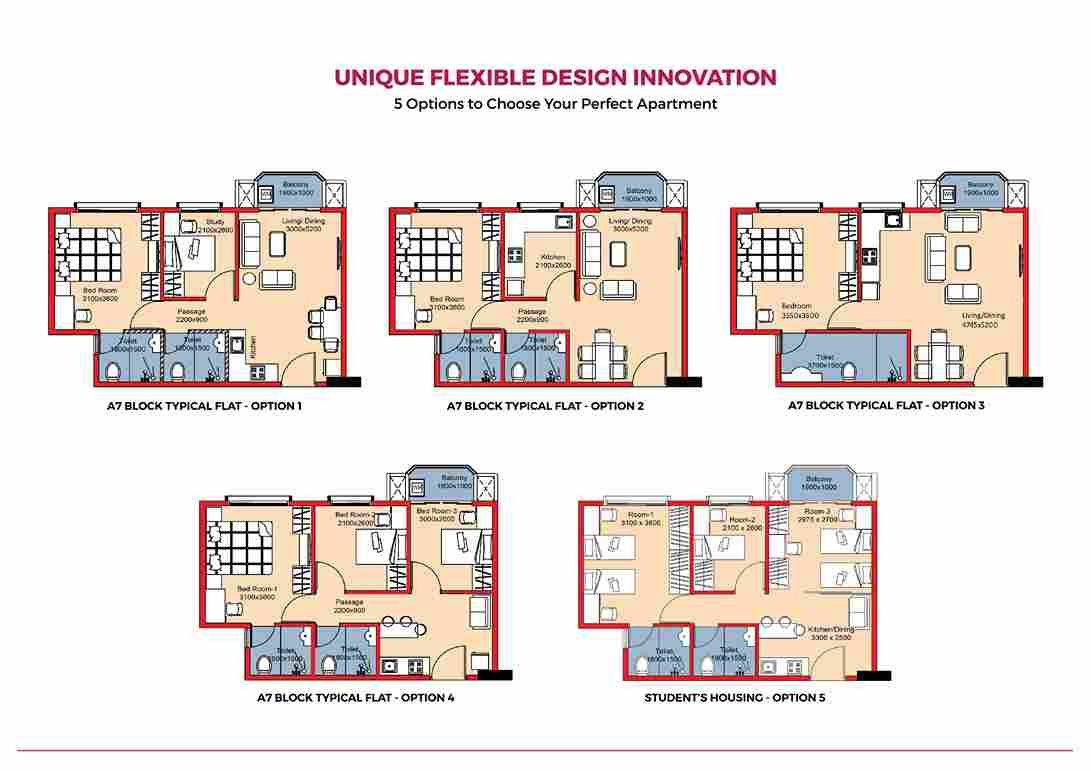 UNIQUE FLEXIBLE DESIGN INNOVATION
5 Options to Choose Your Perfect Apartment
Balcony
1900x1000
WM
Study
2100x2600
Living/ Dining
3000x5200
Bed Room
3100x3600
Passage
2200x900
Toilet
1800x1500
Toilet
1800x1500
Kitchen
A7 BLOCK TYPICAL FLAT - OPTION 1
Balcony
1900x1000
WM
Living/ Dining
3000x5200
Kitchen
2100x2600
Bed Room
3100x3600
Passage
2200x900
Toilet
1800x1500
Toilet
1800x1500
A7 BLOCK TYPICAL FLAT - OPTION 2
Balcony
1900x1000
WM
Bedroom
3550x3600
Living/Dining
4745x5200
Toilet
3700x1500
A7 BLOCK TYPICAL FLAT - OPTION 3
Balcony
1900x1000
WM
Bed Room-2
2100x2600
Bed Room-3
3000x2600
Bed Room-1
3100x3600
Passage
2200x900
Toilet
1800x1500
Toilet
1800x1500
A7 BLOCK TYPICAL FLAT - OPTION 4
Balcony
1900x1000
Room-1
3100 x 3600
Room-2
2100 x 2600
Room-3
2975 x 2700
Kitchen/Dining
3300 x 2500
Toilet
1800x1500
Toilet
1800x1500
STUDENT'S HOUSING - OPTION 5